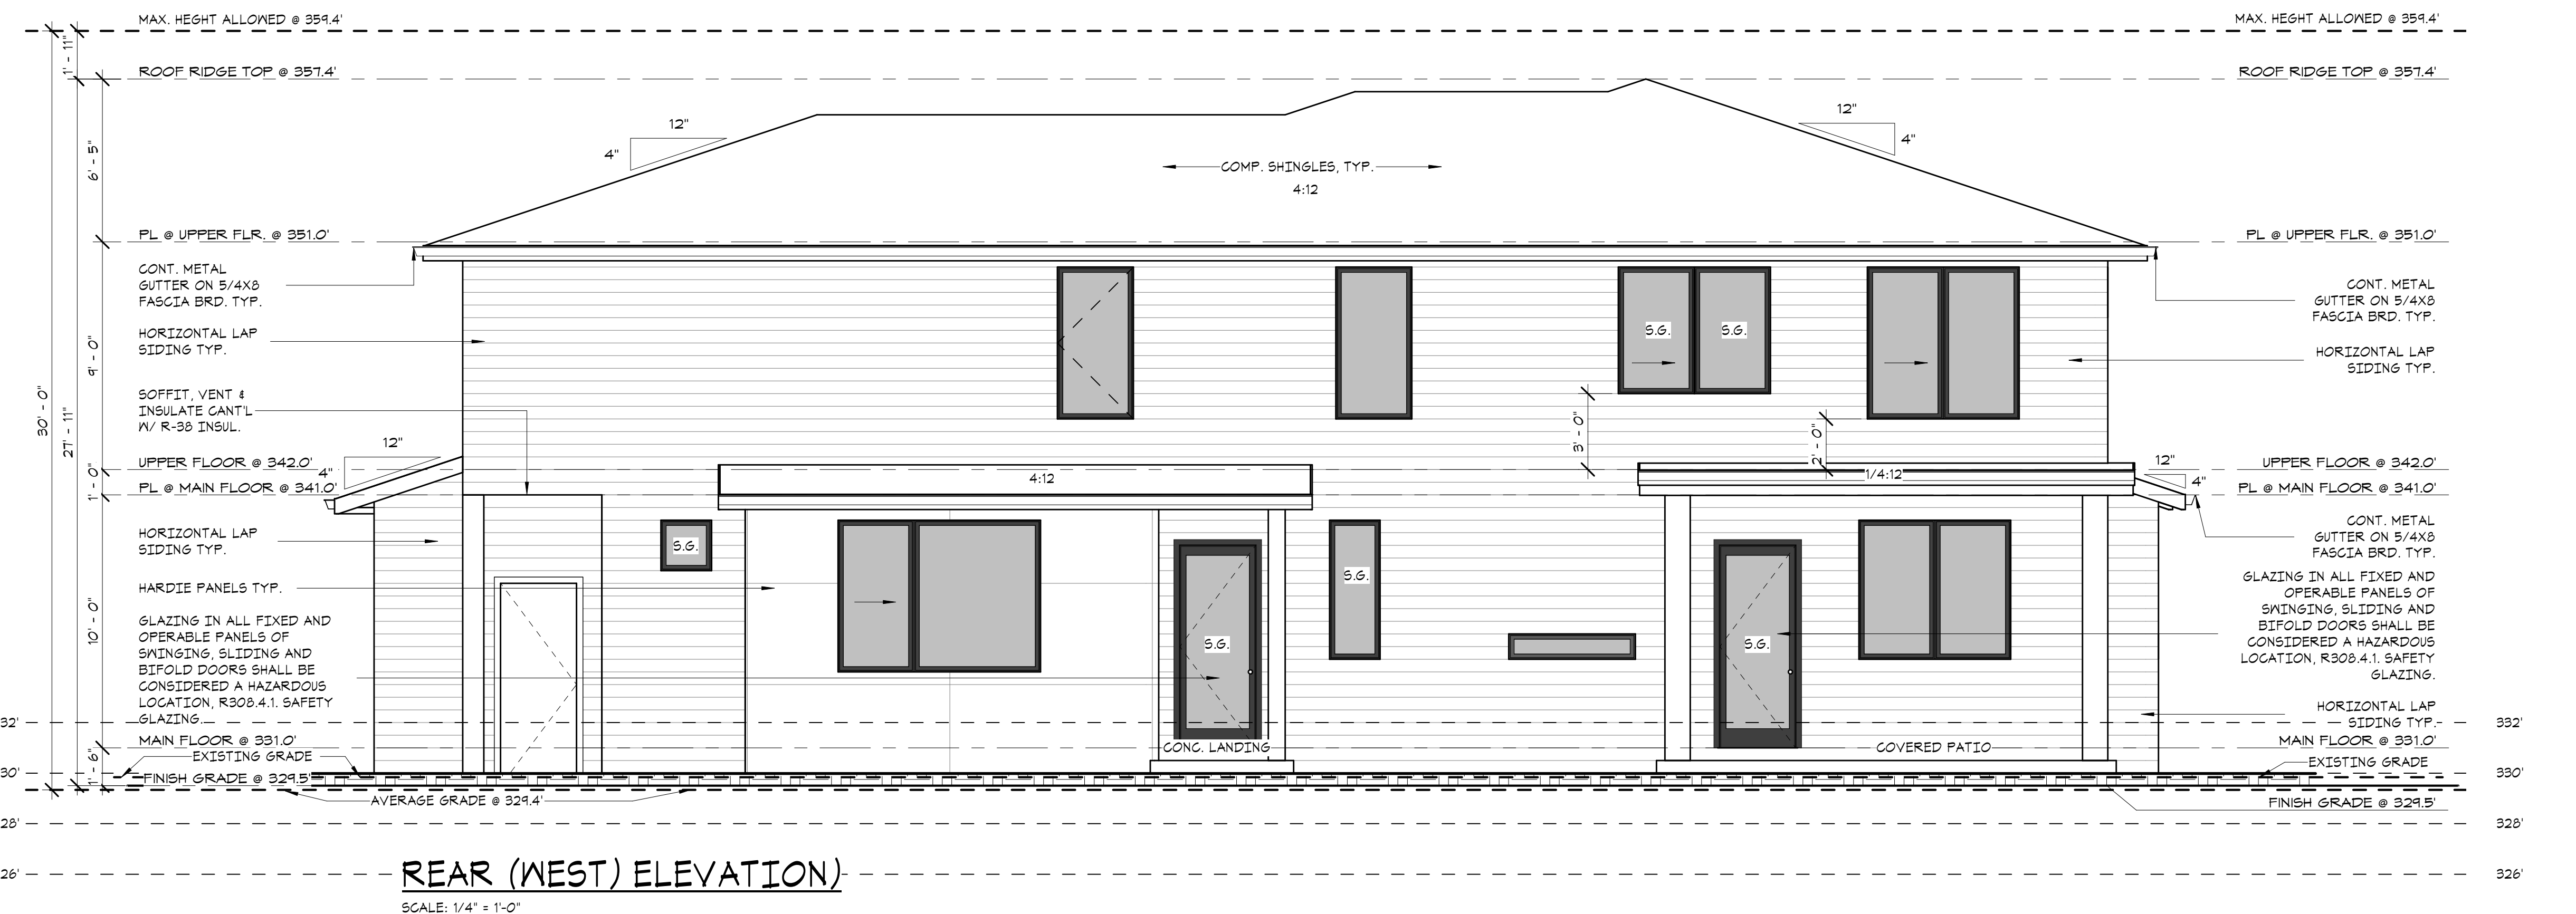 MAX. HEGHT ALLOWED @ 359.4'
MAX. HEGHT ALLOWED @ 359.4'
1' - 11"
ROOF RIDGE TOP @ 357.4'
ROOF RIDGE TOP @ 357.4'
12"
4"
12"
4"
6' - 5"
COMP. SHINGLES, TYP.
4:12
PL @ UPPER FLR. @ 351.0'
PL @ UPPER FLR. @ 351.0'
CONT. METAL
GUTTER ON 5/4X8
FASCIA BRD. TYP.
CONT. METAL
GUTTER ON 5/4X8
FASCIA BRD. TYP.
HORIZONTAL LAP
SIDING TYP.
9' - 0"
S.G.
S.G.
HORIZONTAL LAP
SIDING TYP.
SOFFIT, VENT &
INSULATE CANT'L
W/ R-38 INSUL.
30' - 0"
27' - 11"
3' - 0"
2' - 0"
12"
4"
UPPER FLOOR @ 342.0'
UPPER FLOOR @ 342.0'
12"
4"
1' - 0"
4:12
1/4:12
PL @ MAIN FLOOR @ 341.0'
PL @ MAIN FLOOR @ 341.0'
HORIZONTAL LAP
SIDING TYP.
S.G.
CONT. METAL
GUTTER ON 5/4X8
FASCIA BRD. TYP.
HARDIE PANELS TYP.
S.G.
10' - 0"
GLAZING IN ALL FIXED AND
OPERABLE PANELS OF
SWINGING, SLIDING AND
BIFOLD DOORS SHALL BE
CONSIDERED A HAZARDOUS
LOCATION, R308.4.1. SAFETY
GLAZING.
S.G.
S.G.
GLAZING IN ALL FIXED AND
OPERABLE PANELS OF
SWINGING, SLIDING AND
BIFOLD DOORS SHALL BE
CONSIDERED A HAZARDOUS
LOCATION, R308.4.1. SAFETY
GLAZING.
HORIZONTAL LAP
SIDING TYP.
32'
332'
MAIN FLOOR @ 331.0'
CONC. LANDING
COVERED PATIO
MAIN FLOOR @ 331.0'
1' - 6"
EXISTING GRADE
EXISTING GRADE
30'
330'
FINISH GRADE @ 329.5'
FINISH GRADE @ 329.5'
AVERAGE GRADE @ 329.4'
28'
328'
26'
326'
REAR (WEST) ELEVATION)
SCALE: 1/4" = 1'-0"